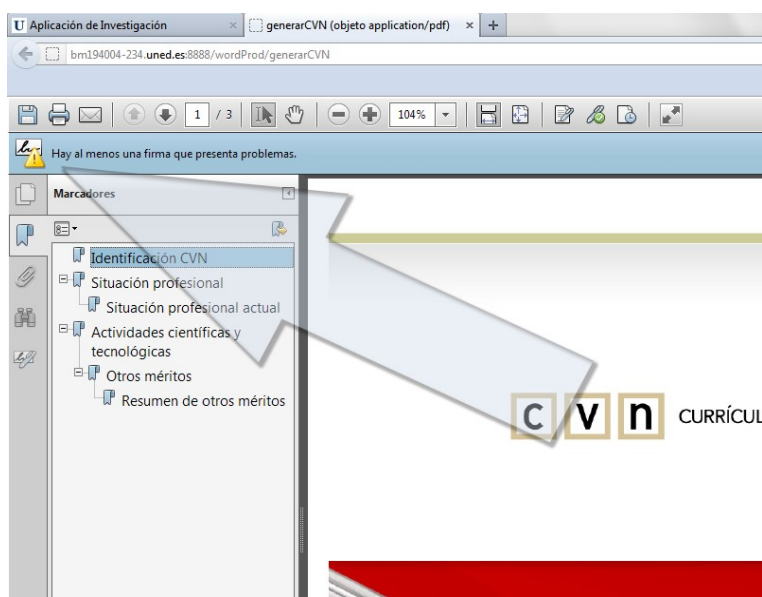 U Aplicación de Investigación × generarCVN (objeto application/pdf) × +
bm194004-234.uned.es:8888/wordProd/generarCVN
1 / 3 104%
Hay al menos una firma que presenta problemas.
Marcadores
Identificación CVN
Situación profesional
Situación profesional actual
Actividades científicas y
tecnológicas
Otros méritos
Resumen de otros méritos
c v n CURRÍCUL